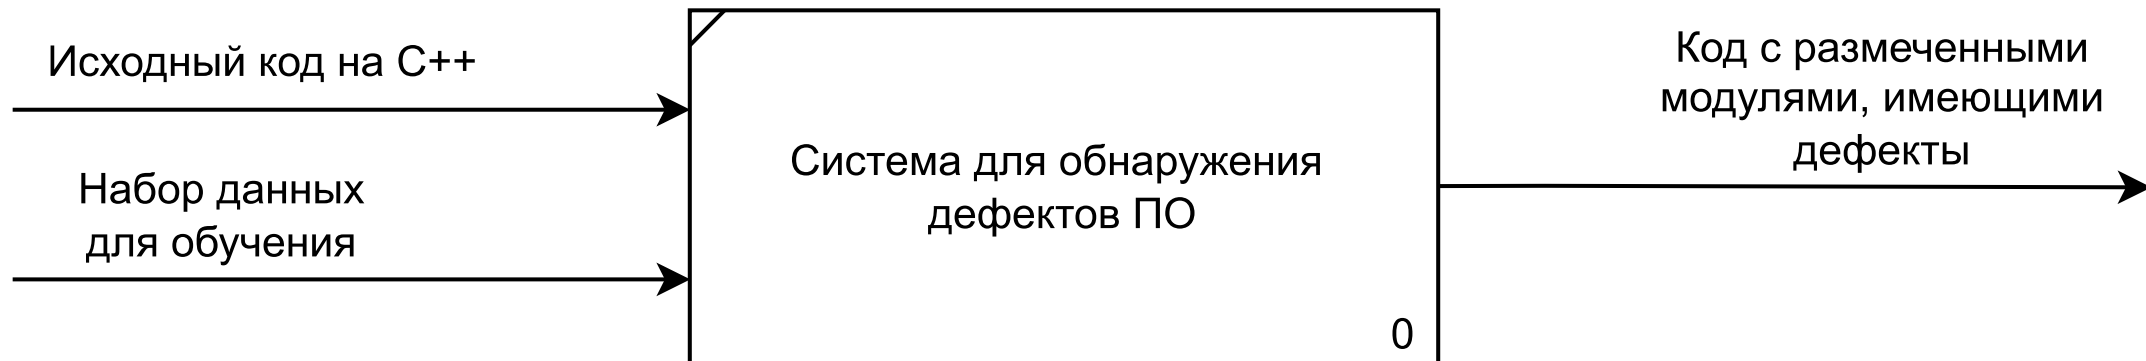 Исходный код на C++
Набор данных
для обучения
Система для обнаружения
дефектов ПО
0
Код с размеченными
модулями, имеющими
дефекты